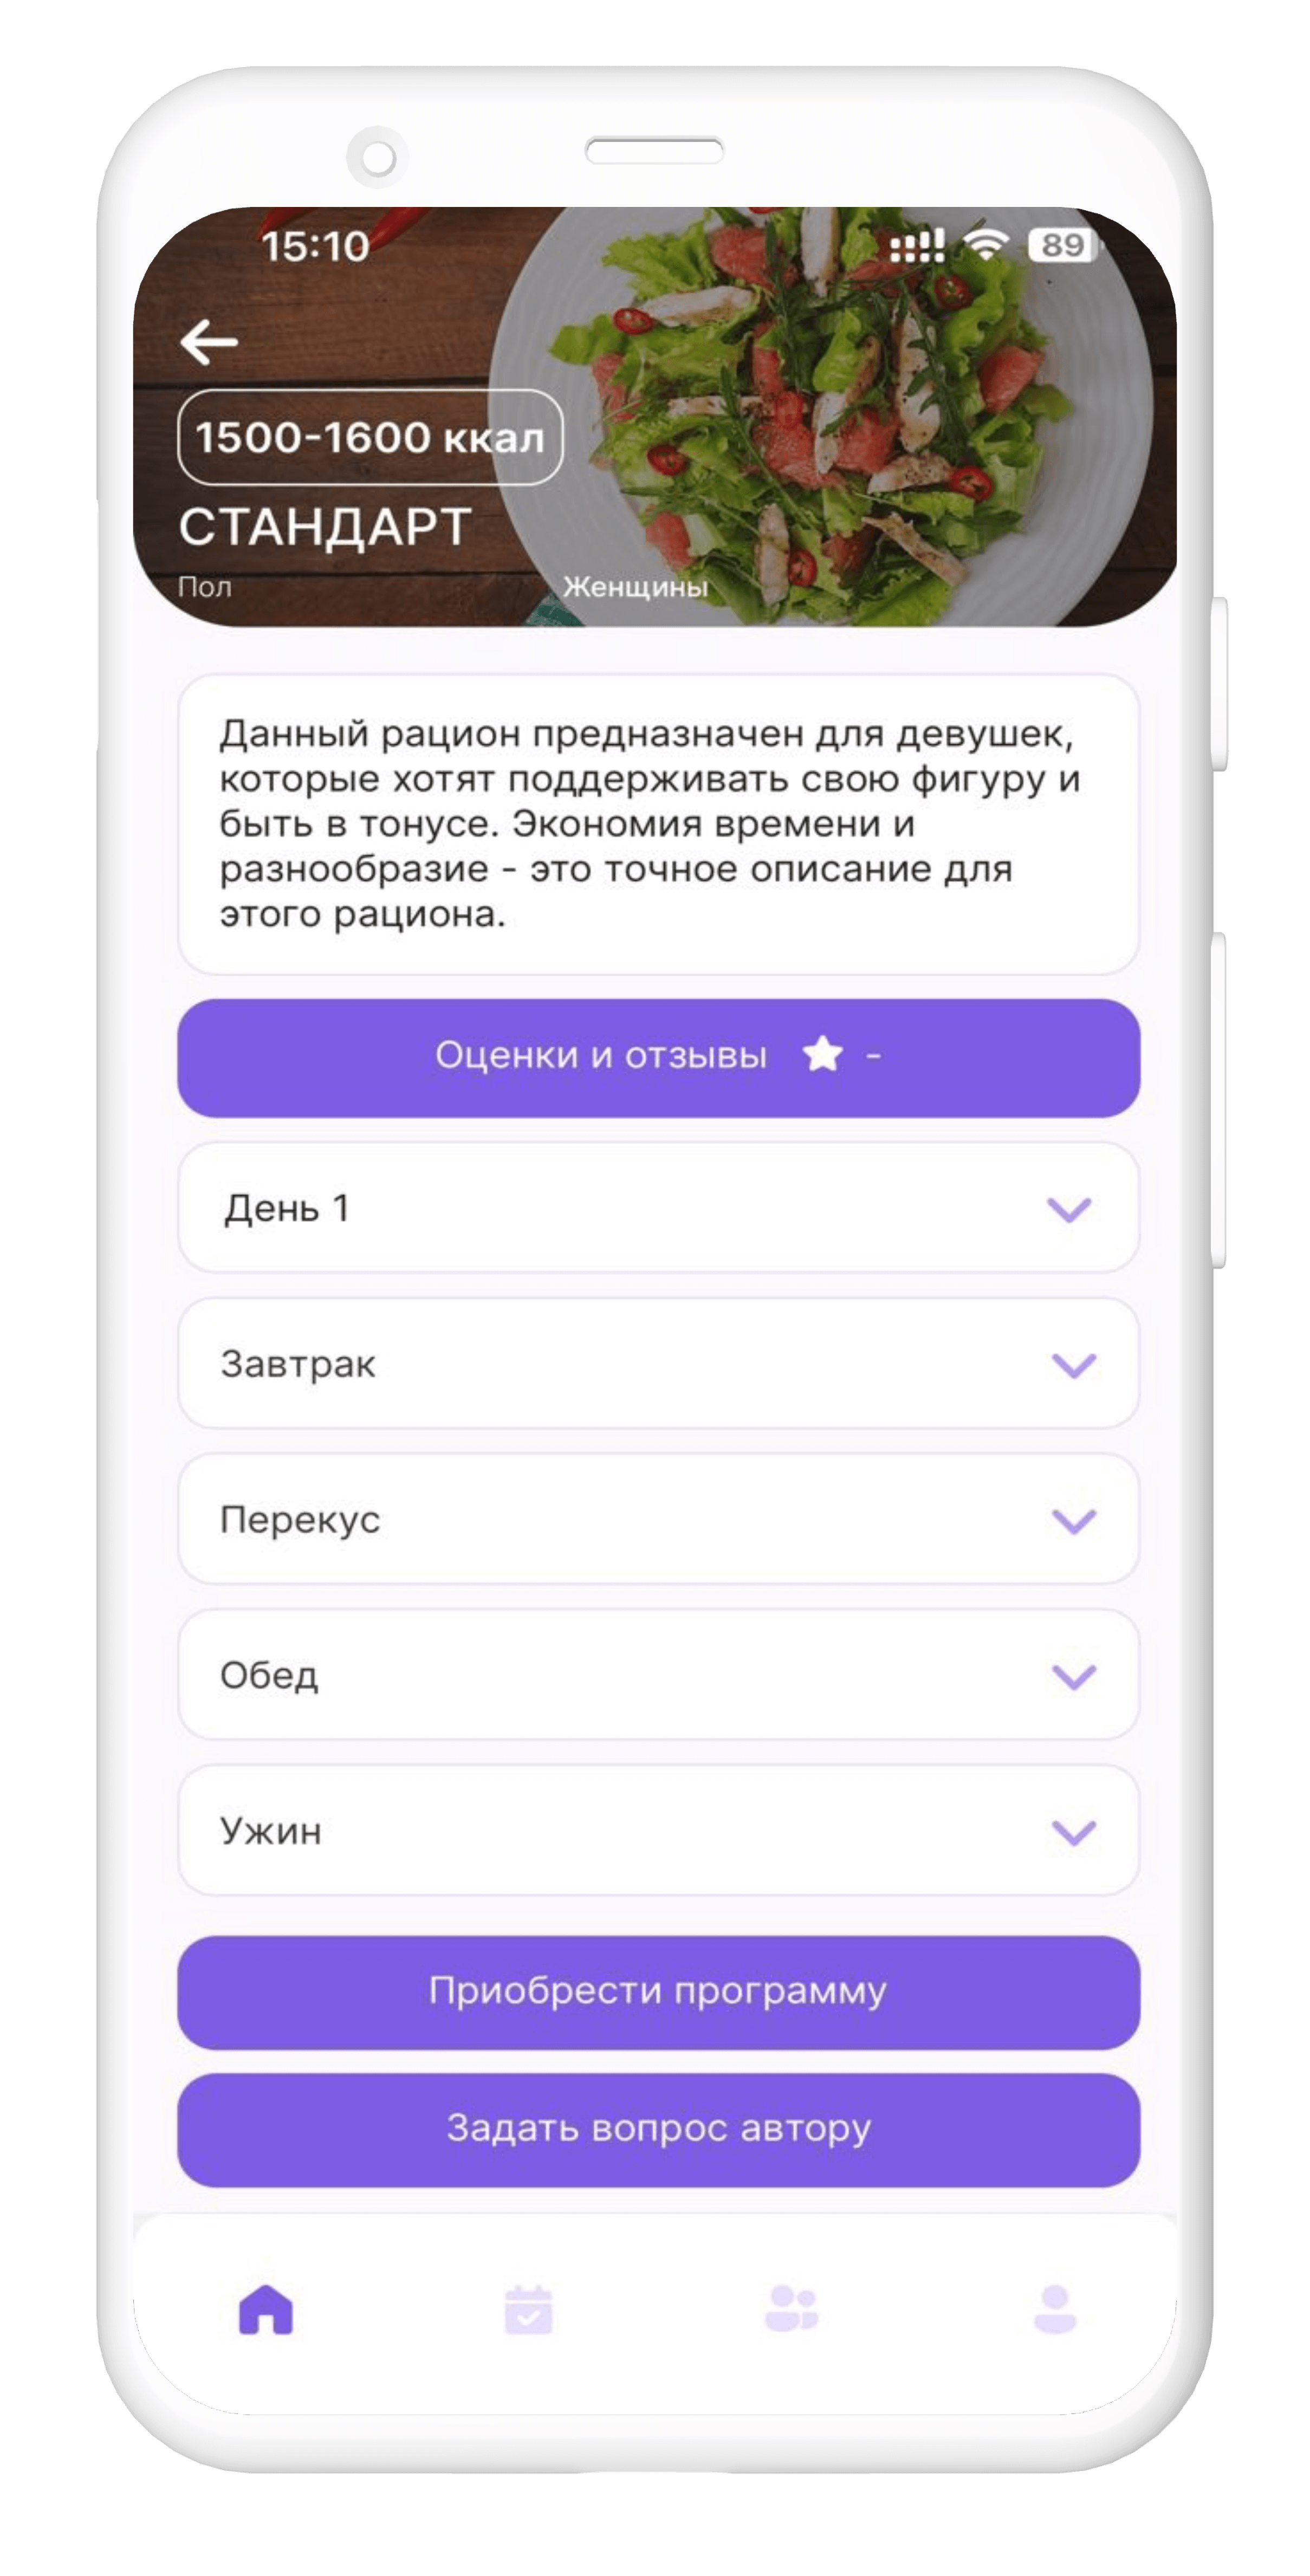 15:10
89
1500-1600 ккал
СТАНДАРТ
Пол Женщины
Данный рацион предназначен для девушек,
которые хотят поддерживать свою фигуру и
быть в тонусе. Экономия времени и
разнообразие - это точное описание для
этого рациона.
Оценки и отзывы ★ -
День 1
Завтрак
Перекус
Обед
Ужин
Приобрести программу
Задать вопрос автору